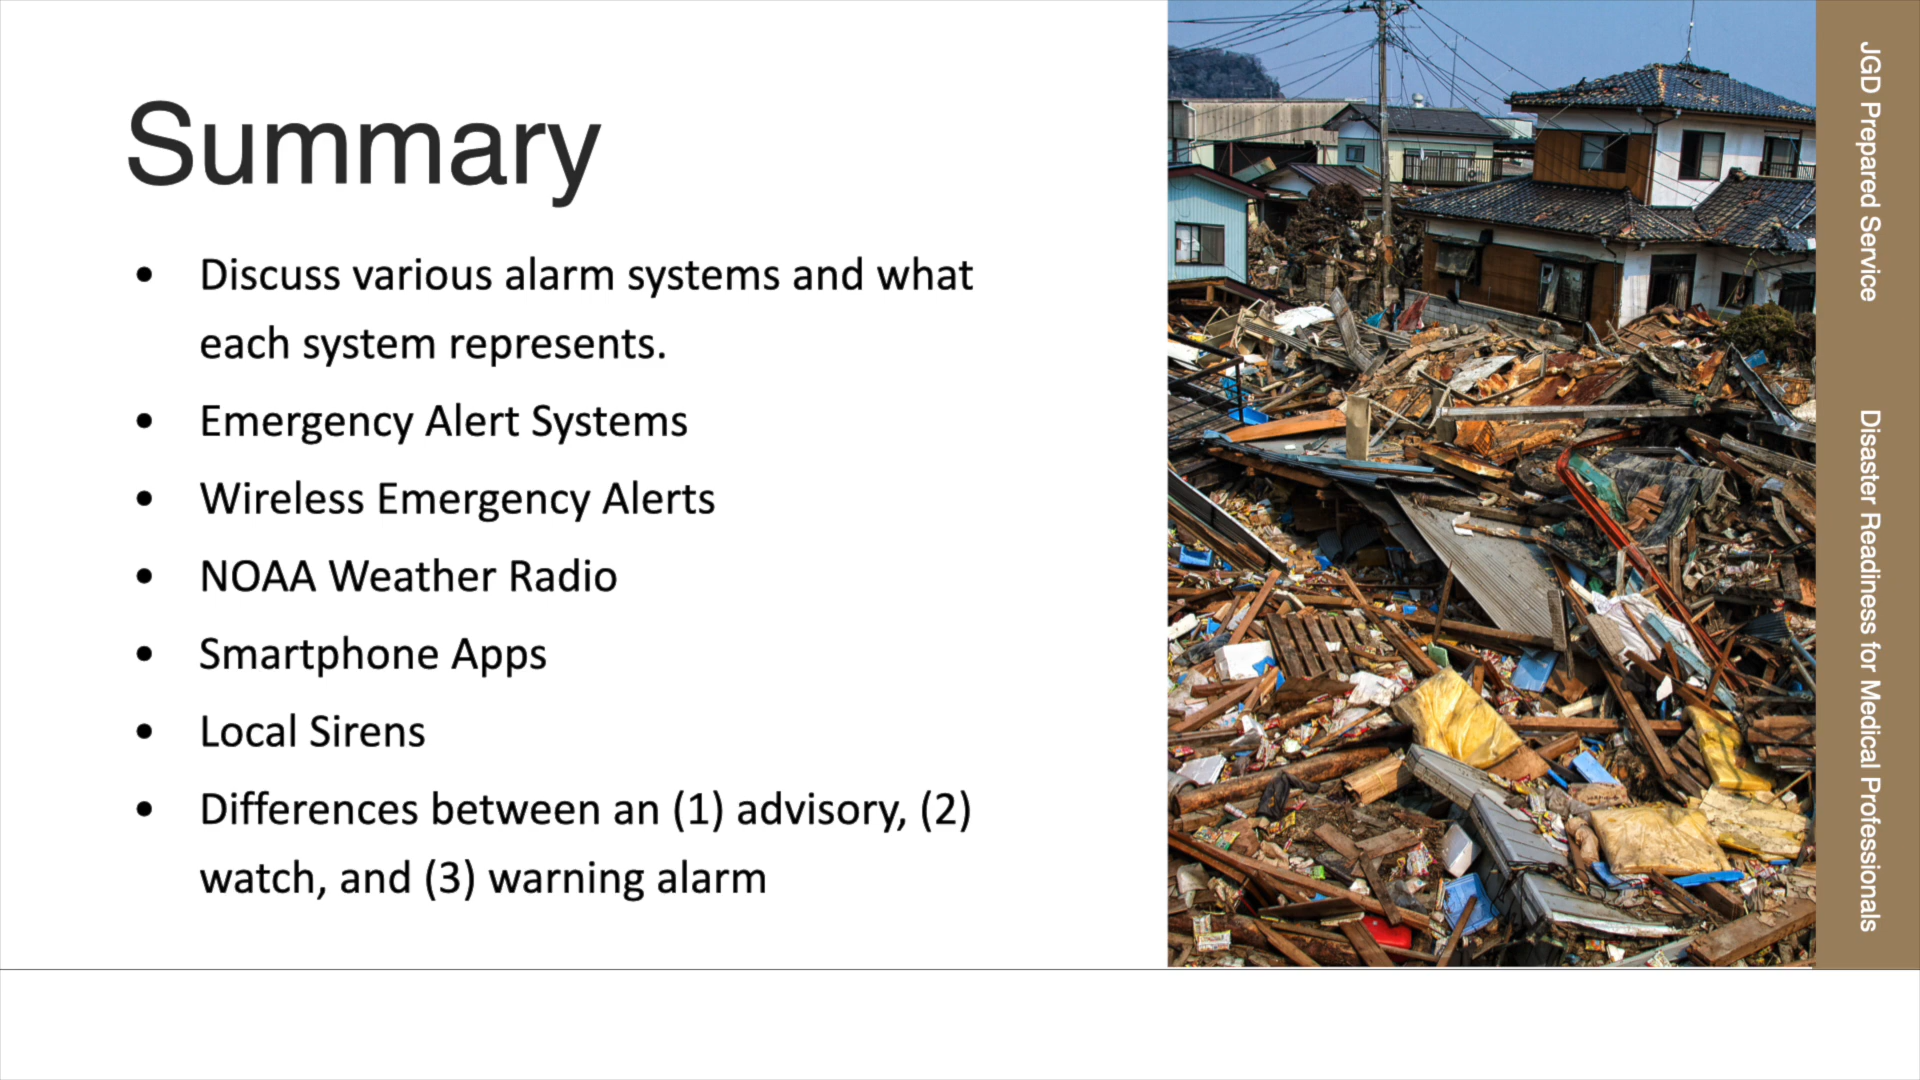 Summary
• Discuss various alarm systems and what
each system represents.
• Emergency Alert Systems
• Wireless Emergency Alerts
• NOAA Weather Radio
• Smartphone Apps
• Local Sirens
• Differences between an (1) advisory, (2)
watch, and (3) warning alarm
JGD Prepared Service
Disaster Readiness for Medical Professionals